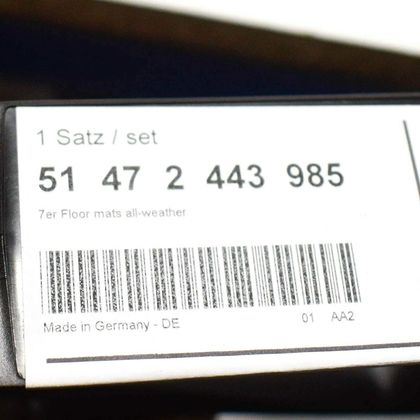 1 Satz / set
51 47 2 443 985
7er Floor mats all-weather
Made in Germany - DE 01 AA2